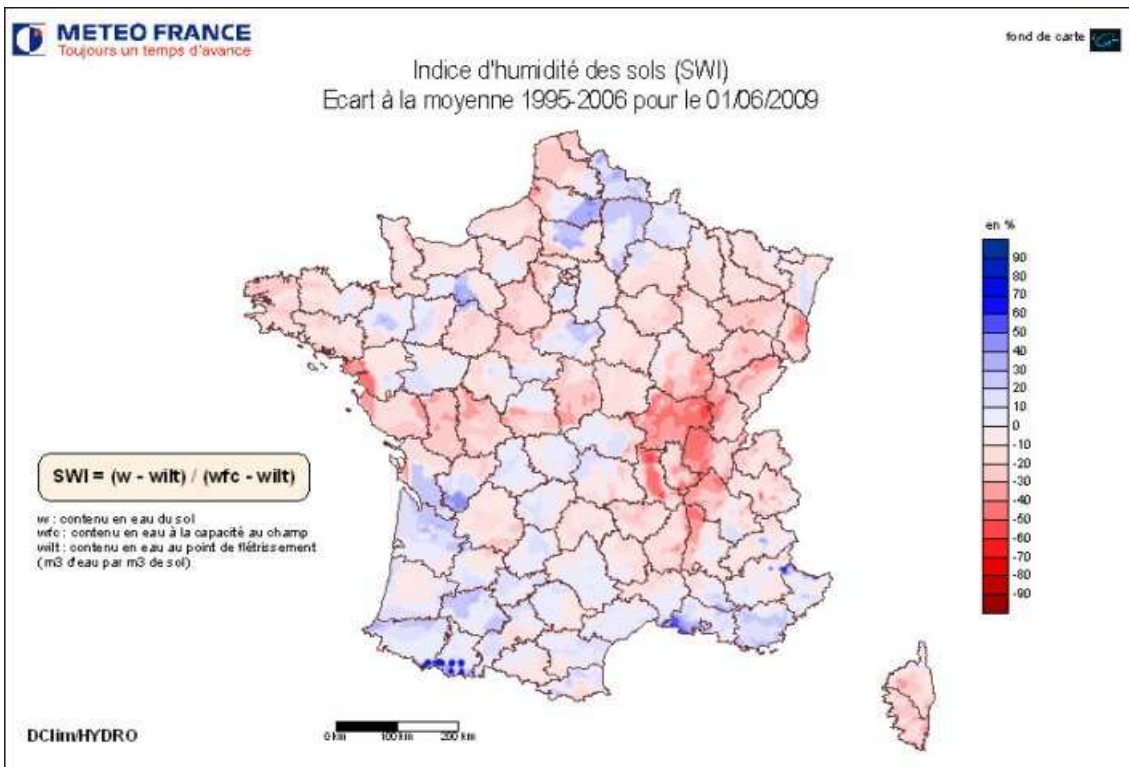 METEO FRANCE
Toujours un temps d'avance
fond de carte
Indice d'humidité des sols (SWI)
Ecart à la moyenne 1995-2006 pour le 01/06/2009
en %
90
80
70
60
50
40
30
20
10
0
-10
-20
-30
-40
-50
-60
-70
-80
-90
SWI = (w - wilt) / (wfc - wilt)
w : contenu en eau du sol
wfc : contenu en eau à la capacité au champ
wilt : contenu en eau au point de flétrissement
(m3 d'eau par m3 de sol)
DClim/HYDRO
0 km 100 km 200 km